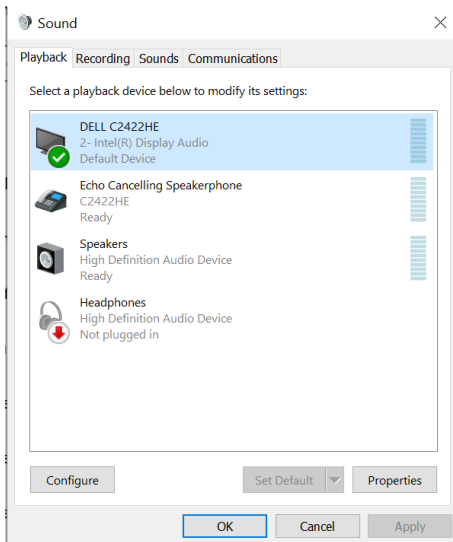 Sound
Playback Recording Sounds Communications
Select a playback device below to modify its settings:
DELL C2422HE
2- Intel(R) Display Audio
Default Device
Echo Cancelling Speakerphone
C2422HE
Ready
Speakers
High Definition Audio Device
Ready
Headphones
High Definition Audio Device
Not plugged in
Configure Set Default Properties
OK Cancel Apply